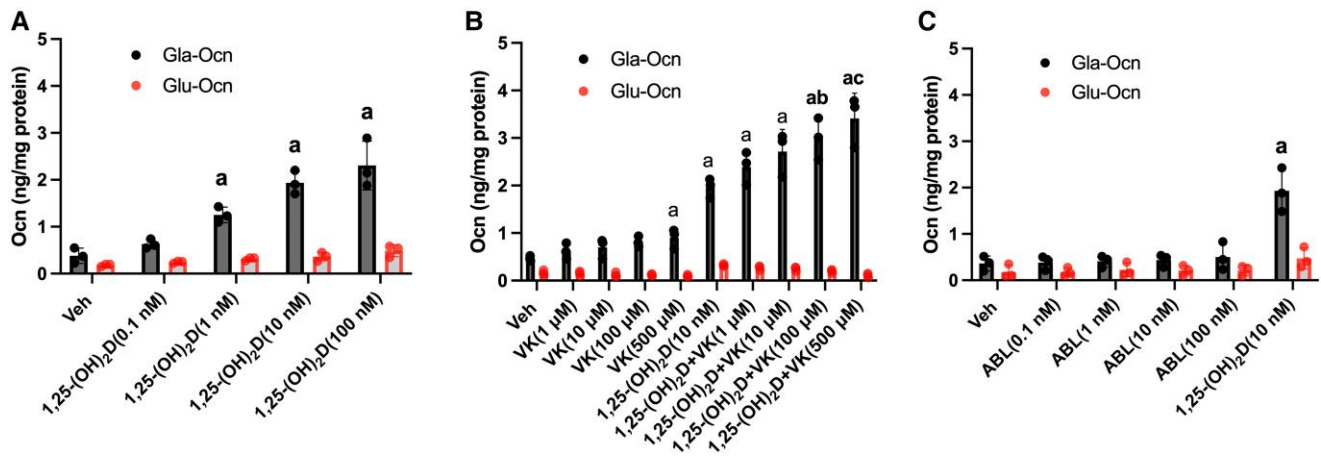 A
Ocn (ng/mg protein)
5
4
3
2
1
0
Gla-Ocn
Glu-Ocn
a
a
a
Veh
1,25-(OH)₂D(0.1 nM)
1,25-(OH)₂D(1 nM)
1,25-(OH)₂D(10 nM)
1,25-(OH)₂D(100 nM)
B
Ocn (ng/mg protein)
5
4
3
2
1
0
Gla-Ocn
Glu-Ocn
a
a
a
a
ab
ac
Veh
VK(1 µM)
VK(10 µM)
VK(100 µM)
VK(500 µM)
1,25-(OH)₂D(10 nM)
1,25-(OH)₂D+VK(1 µM)
1,25-(OH)₂D+VK(10 µM)
1,25-(OH)₂D+VK(100 µM)
1,25-(OH)₂D+VK(500 µM)
C
Ocn (ng/mg protein)
5
4
3
2
1
0
Gla-Ocn
Glu-Ocn
a
Veh
ABL(0.1 nM)
ABL(1 nM)
ABL(10 nM)
ABL(100 nM)
1,25-(OH)₂D(10 nM)